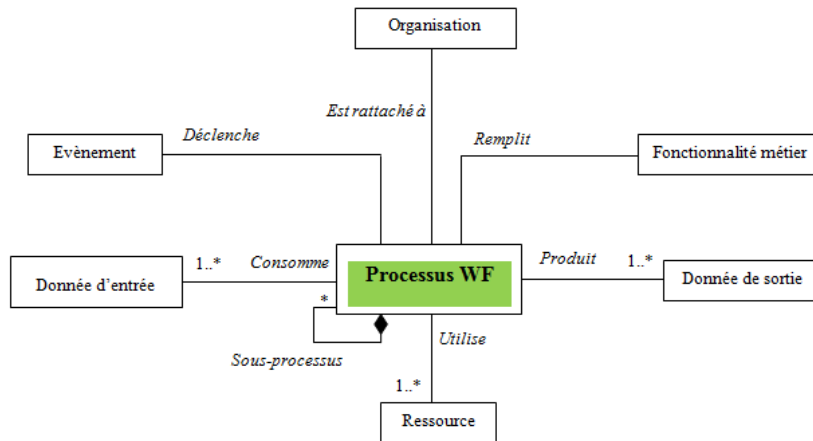 Organisation
Est rattaché à
Déclenche
Remplit
Evènement
Fonctionnalité métier
1..*
Consomme
Processus WF
Produit
1..*
Donnée d'entrée
Donnée de sortie
*
Utilise
Sous-processus
1..*
Ressource